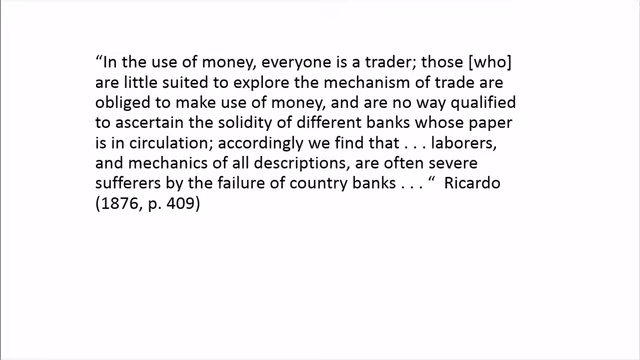 “In the use of money, everyone is a trader; those [who]
are little suited to explore the mechanism of trade are
obliged to make use of money, and are no way qualified
to ascertain the solidity of different banks whose paper
is in circulation; accordingly we find that . . . laborers,
and mechanics of all descriptions, are often severe
sufferers by the failure of country banks . . . “  Ricardo
(1876, p. 409)